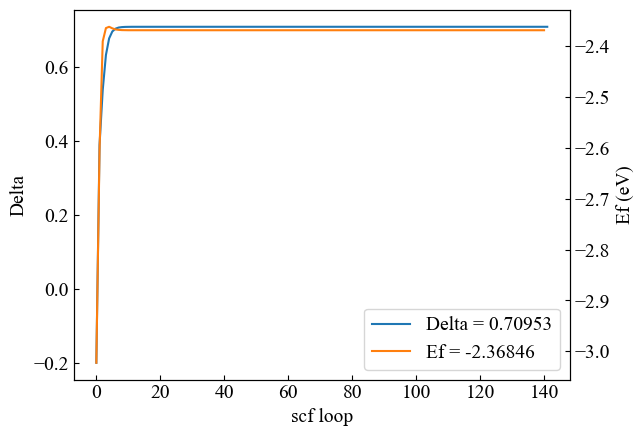 0.6
0.4
0.2
0.0
−0.2
Delta
−2.4
−2.5
−2.6
−2.7
−2.8
−2.9
−3.0
Ef (eV)
Delta = 0.70953
Ef = -2.36846
0 20 40 60 80 100 120 140
scf loop